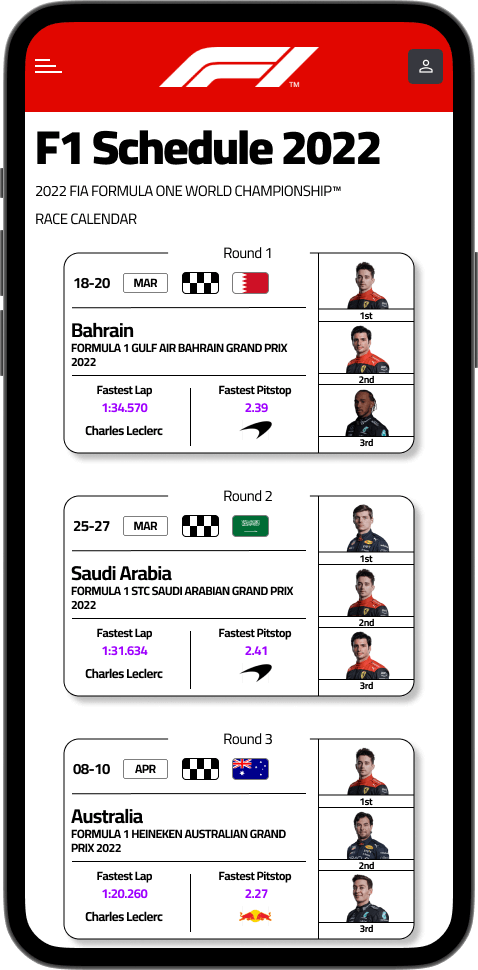 F1
TM
F1 Schedule 2022
2022 FIA FORMULA ONE WORLD CHAMPIONSHIP™
RACE CALENDAR
Round 1
18-20 MAR
Bahrain
FORMULA 1 GULF AIR BAHRAIN GRAND PRIX
2022
Fastest Lap
1:34.570
Charles Leclerc
Fastest Pitstop
2.39
1st
2nd
3rd
Round 2
25-27 MAR
Saudi Arabia
FORMULA 1 STC SAUDI ARABIAN GRAND PRIX
2022
Fastest Lap
1:31.634
Charles Leclerc
Fastest Pitstop
2.41
1st
2nd
3rd
Round 3
08-10 APR
Australia
FORMULA 1 HEINEKEN AUSTRALIAN GRAND
PRIX 2022
Fastest Lap
1:20.260
Charles Leclerc
Fastest Pitstop
2.27
1st
2nd
3rd